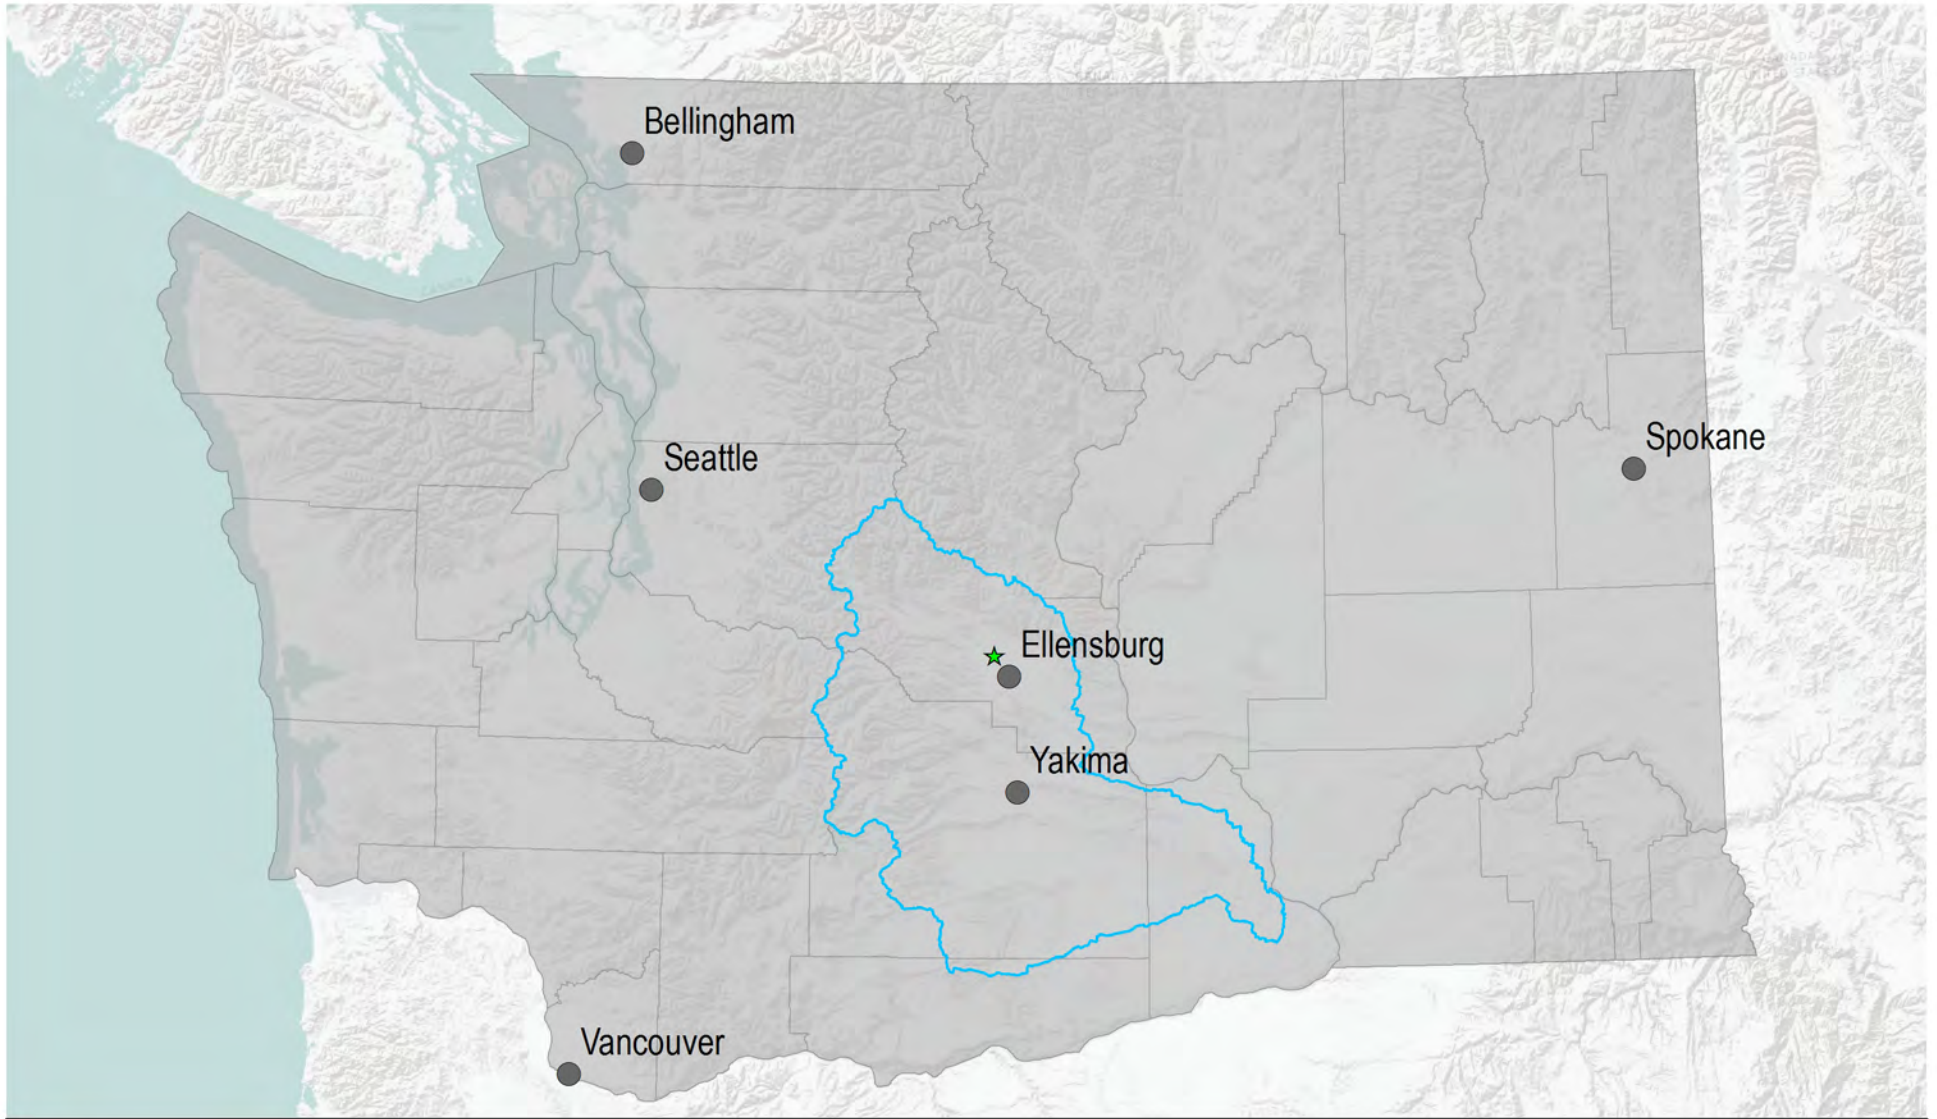 Bellingham
Spokane
Seattle
Ellensburg
Yakima
Vancouver